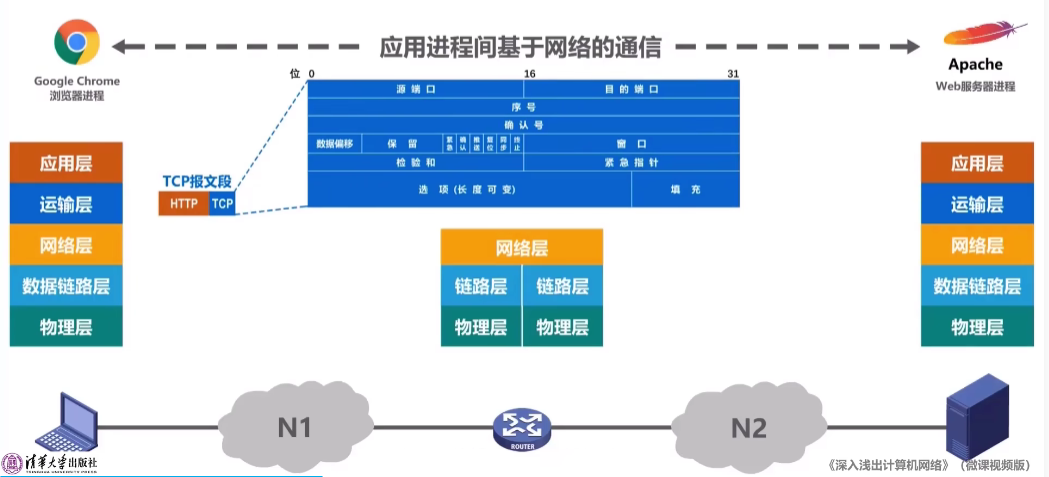 应用进程间基于网络的通信
Google Chrome
浏览器进程
Apache
Web服务器进程
位 0 16 31
源端口 目的端口
序号
确认号
数据偏移 保留 紧急 确认 推送 复位 同步 终止 窗口
检验和 紧急指针
选项(长度可变) 填充
TCP报文段
HTTP TCP
应用层
运输层
网络层
数据链路层
物理层
网络层
链路层 链路层
物理层 物理层
应用层
运输层
网络层
数据链路层
物理层
N1
ROUTER
N2
清华大学出版社
《深入浅出计算机网络》(微课视频版)